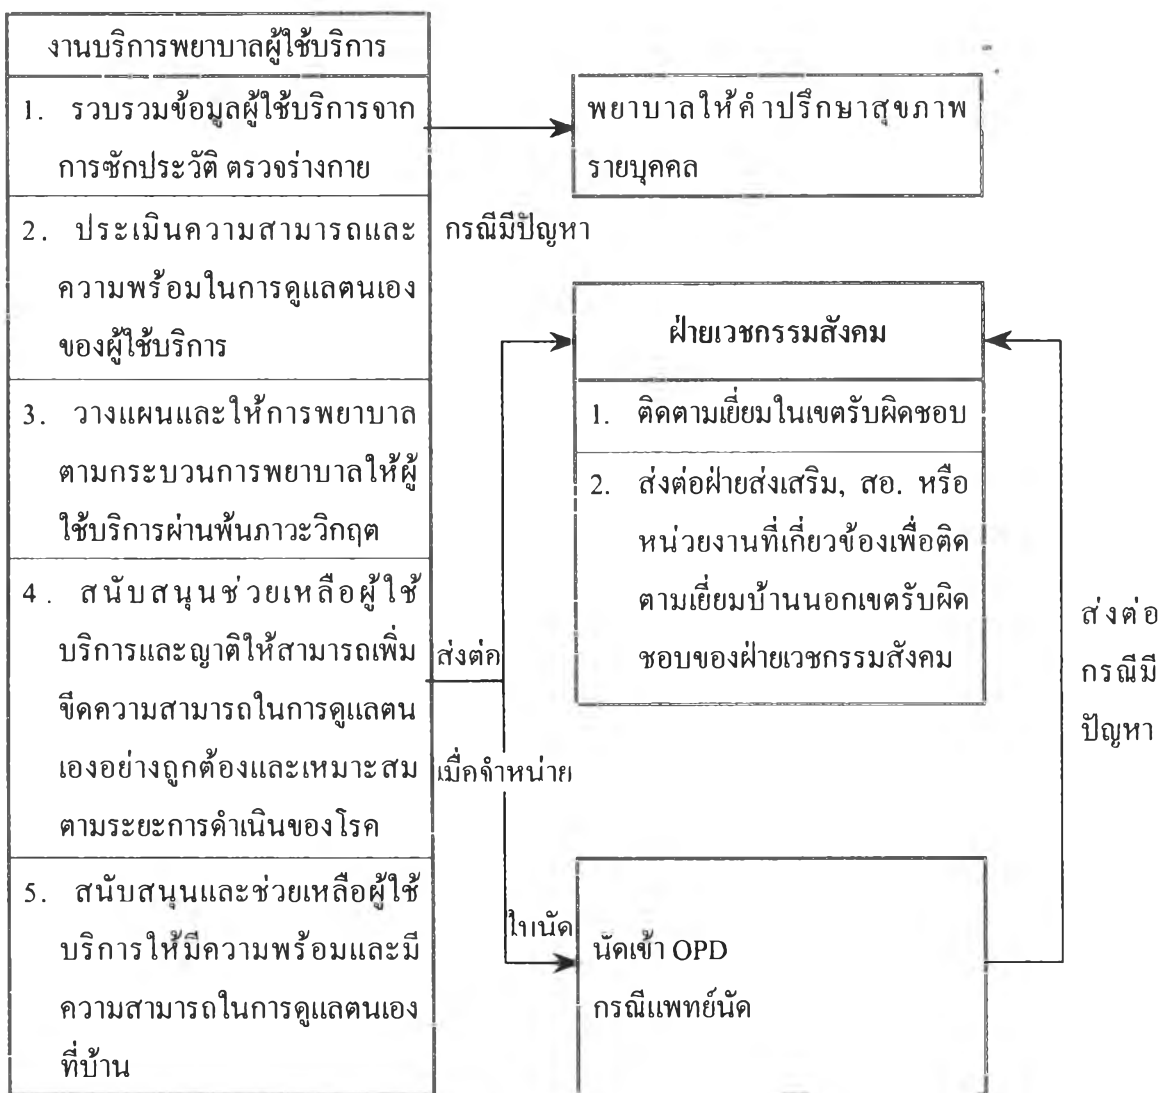 งานบริการพยาบาลผู้ใช้บริการ
1. รวบรวมข้อมูลผู้ใช้บริการจาก
การซักประวัติ ตรวจร่างกาย
2. ประเมินความสามารถและ
ความพร้อมในการดูแลตนเอง
ของผู้ใช้บริการ
3. วางแผนและให้การพยาบาล
ตามกระบวนการพยาบาลให้ผู้
ใช้บริการผ่านพ้นภาวะวิกฤต
4. สนับสนุนช่วยเหลือผู้ใช้
บริการและญาติให้สามารถเพิ่ม
ขีดความสามารถในการดูแลตน
เองอย่างถูกต้องและเหมาะสม
ตามระยะการดำเนินของโรค
5. สนับสนุนและช่วยเหลือผู้ใช้
บริการให้มีความพร้อมและมี
ความสามารถในการดูแลตนเอง
ที่บ้าน
กรณีมีปัญหา
ส่งต่อ
เมื่อจำหน่าย
ใบนัด
พยาบาลให้คำปรึกษาสุขภาพ
รายบุคคล
ฝ่ายเวชกรรมสังคม
1. ติดตามเยี่ยมในเขตรับผิดชอบ
2. ส่งต่อฝ่ายส่งเสริม, สอ. หรือ
หน่วยงานที่เกี่ยวข้องเพื่อติด
ตามเยี่ยมบ้านนอกเขตรับผิด
ชอบของฝ่ายเวชกรรมสังคม
นัดเข้า OPD
กรณีแพทย์นัด
ส่งต่อ
กรณีมี
ปัญหา